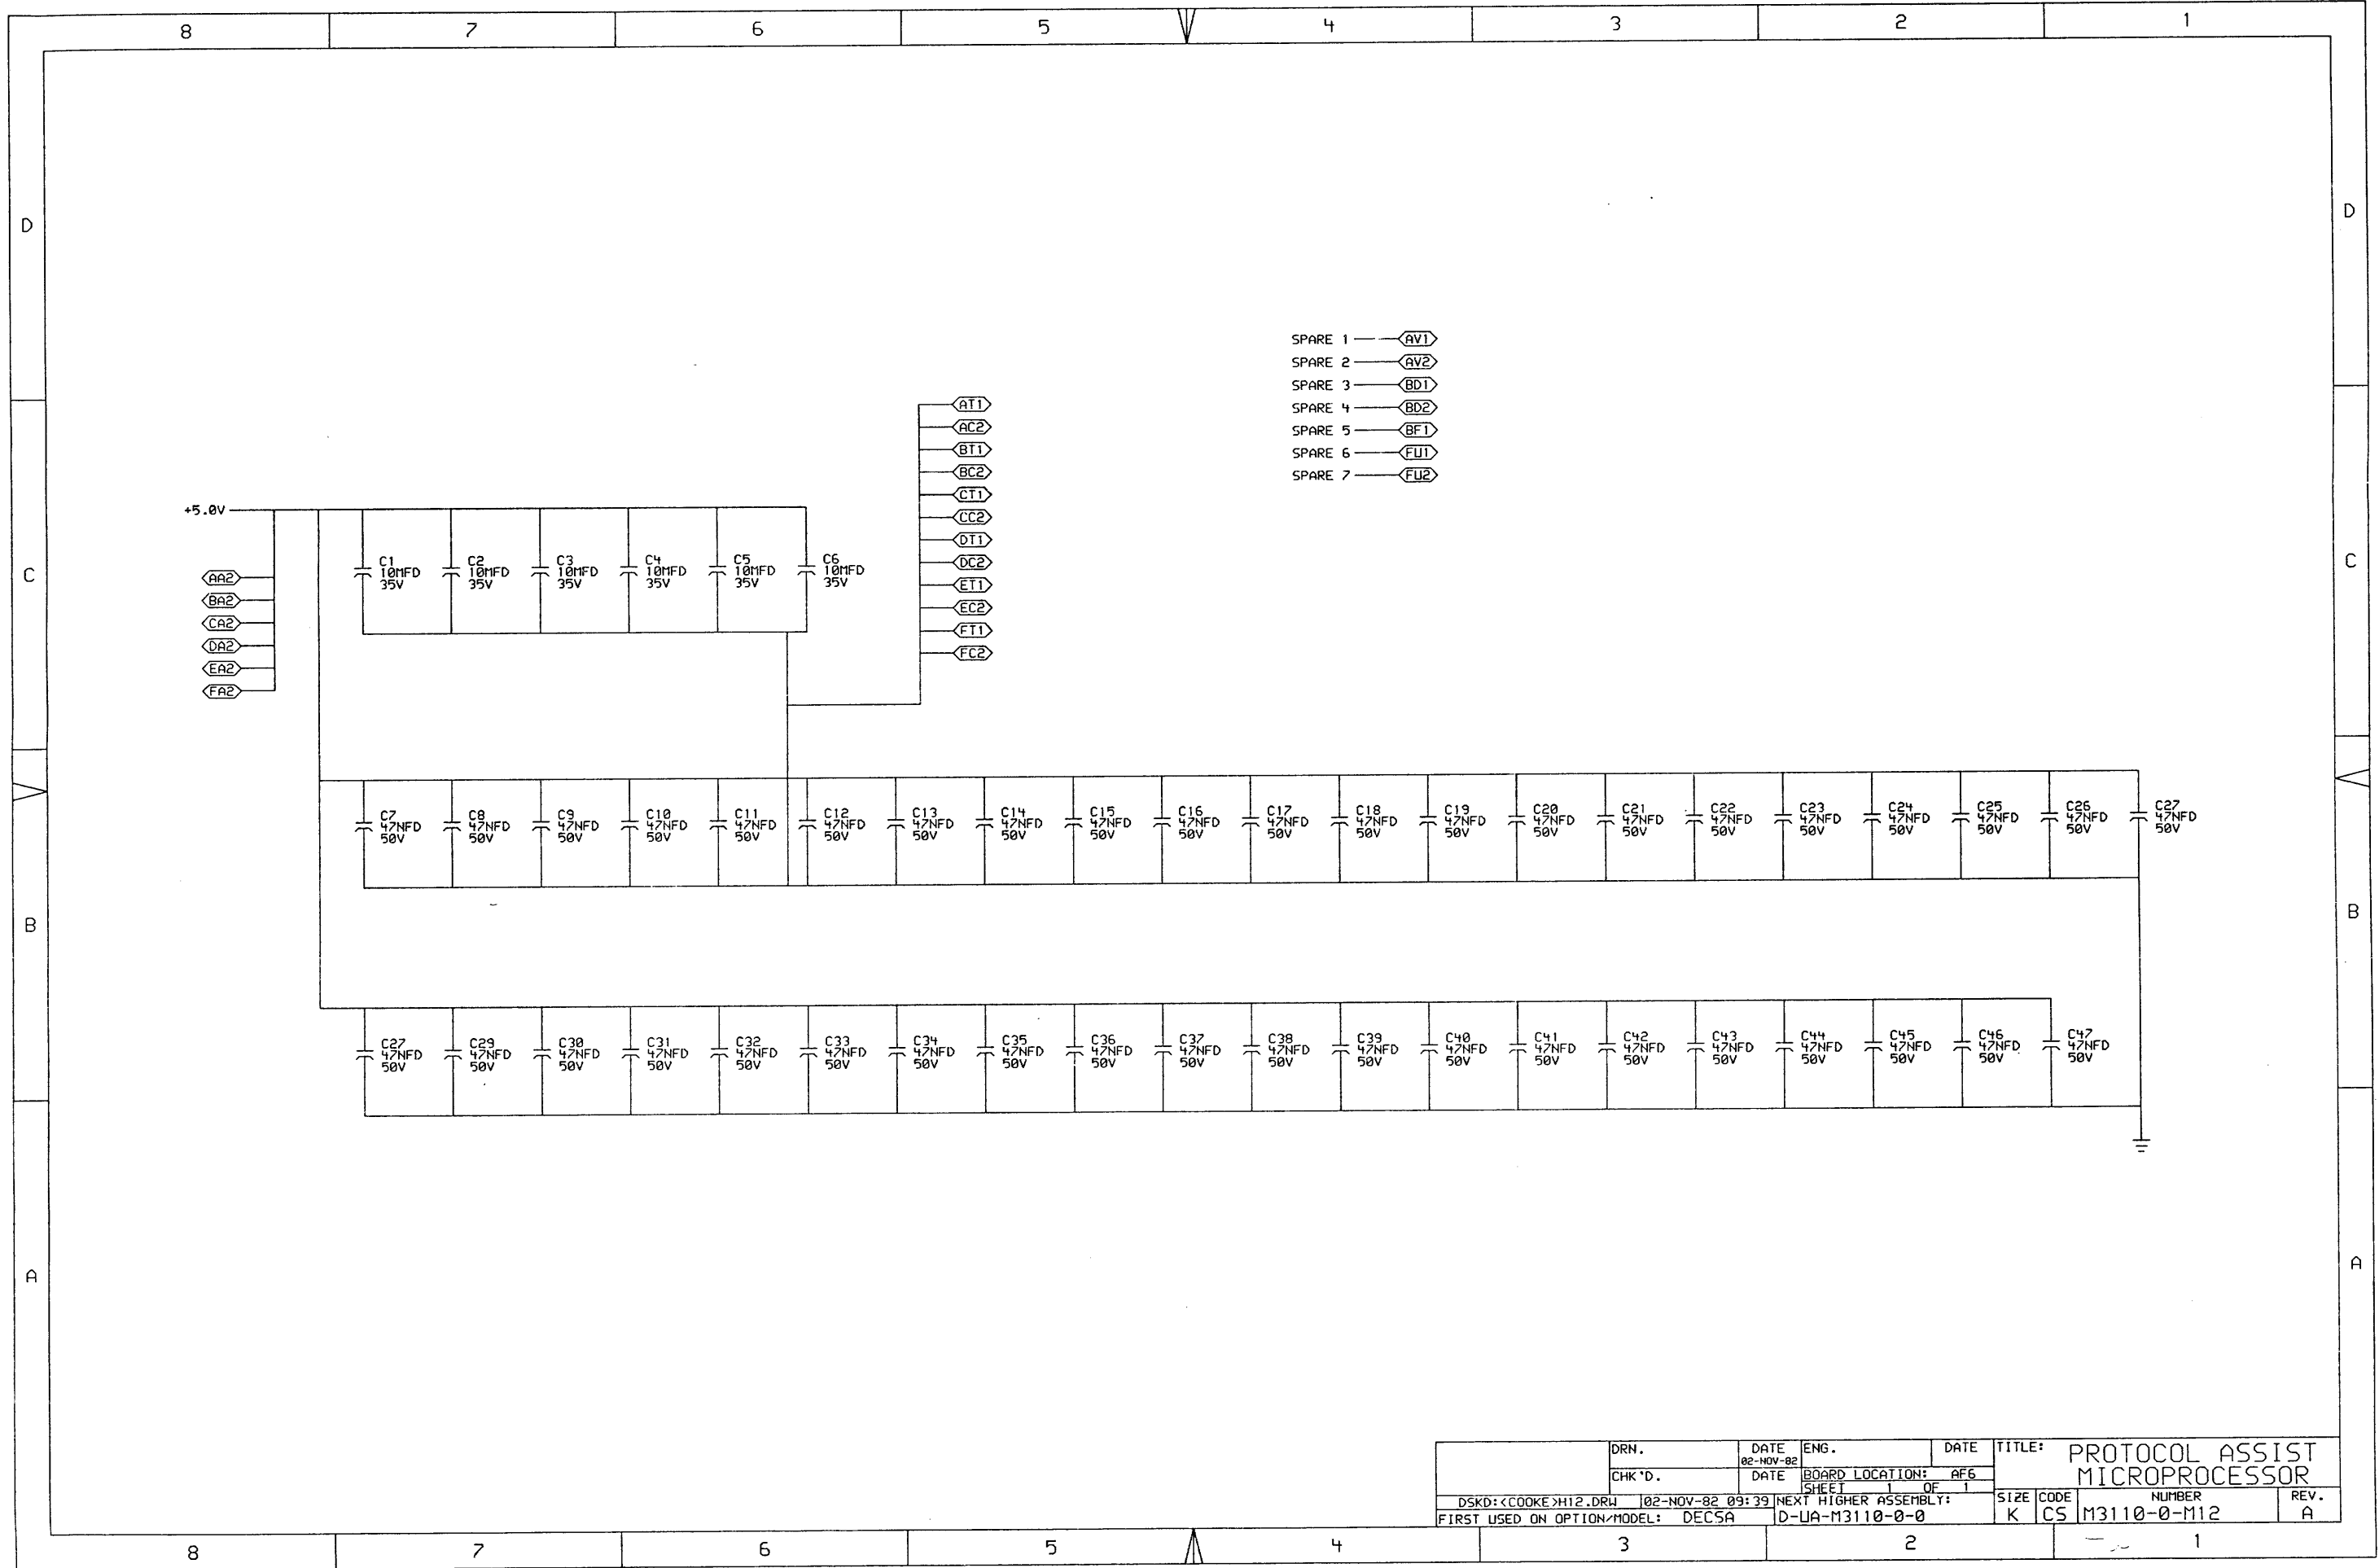 8 7 6 5 4 3 2 1
D D
SPARE 1 AV1
SPARE 2 AV2
SPARE 3 BD1
SPARE 4 BD2
SPARE 5 BF1
SPARE 6 FU1
SPARE 7 FU2
AT1
AC2
BT1
BC2
CT1
CC2
DT1
DC2
ET1
EC2
FT1
FC2
+5.0V
C C
AA2
BA2
CA2
DA2
EA2
FA2
C1 C2 C3 C4 C5 C6
10MFD 10MFD 10MFD 10MFD 10MFD 10MFD
35V 35V 35V 35V 35V 35V
C7 C8 C9 C10 C11 C12 C13 C14 C15 C16 C17 C18 C19 C20 C21 C22 C23 C24 C25 C26 C27
47NFD 47NFD 47NFD 47NFD 47NFD 47NFD 47NFD 47NFD 47NFD 47NFD 47NFD 47NFD 47NFD 47NFD 47NFD 47NFD 47NFD 47NFD 47NFD 47NFD 47NFD
50V 50V 50V 50V 50V 50V 50V 50V 50V 50V 50V 50V 50V 50V 50V 50V 50V 50V 50V 50V 50V
B B
C27 C29 C30 C31 C32 C33 C34 C35 C36 C37 C38 C39 C40 C41 C42 C43 C44 C45 C46 C47
47NFD 47NFD 47NFD 47NFD 47NFD 47NFD 47NFD 47NFD 47NFD 47NFD 47NFD 47NFD 47NFD 47NFD 47NFD 47NFD 47NFD 47NFD 47NFD 47NFD
50V 50V 50V 50V 50V 50V 50V 50V 50V 50V 50V 50V 50V 50V 50V 50V 50V 50V 50V 50V
A A
DRN. DATE ENG. DATE TITLE: PROTOCOL ASSIST
02-NOV-82
CHK'D. DATE BOARD LOCATION: AF6 MICROPROCESSOR
SHEET 1 OF 1
DSKD:<COOKE>H12.DRW 02-NOV-82 09:39 NEXT HIGHER ASSEMBLY: SIZE CODE NUMBER REV.
FIRST USED ON OPTION/MODEL: DECSA D-UA-M3110-0-0 K CS M3110-0-M12 A
8 7 6 5 4 3 2 1